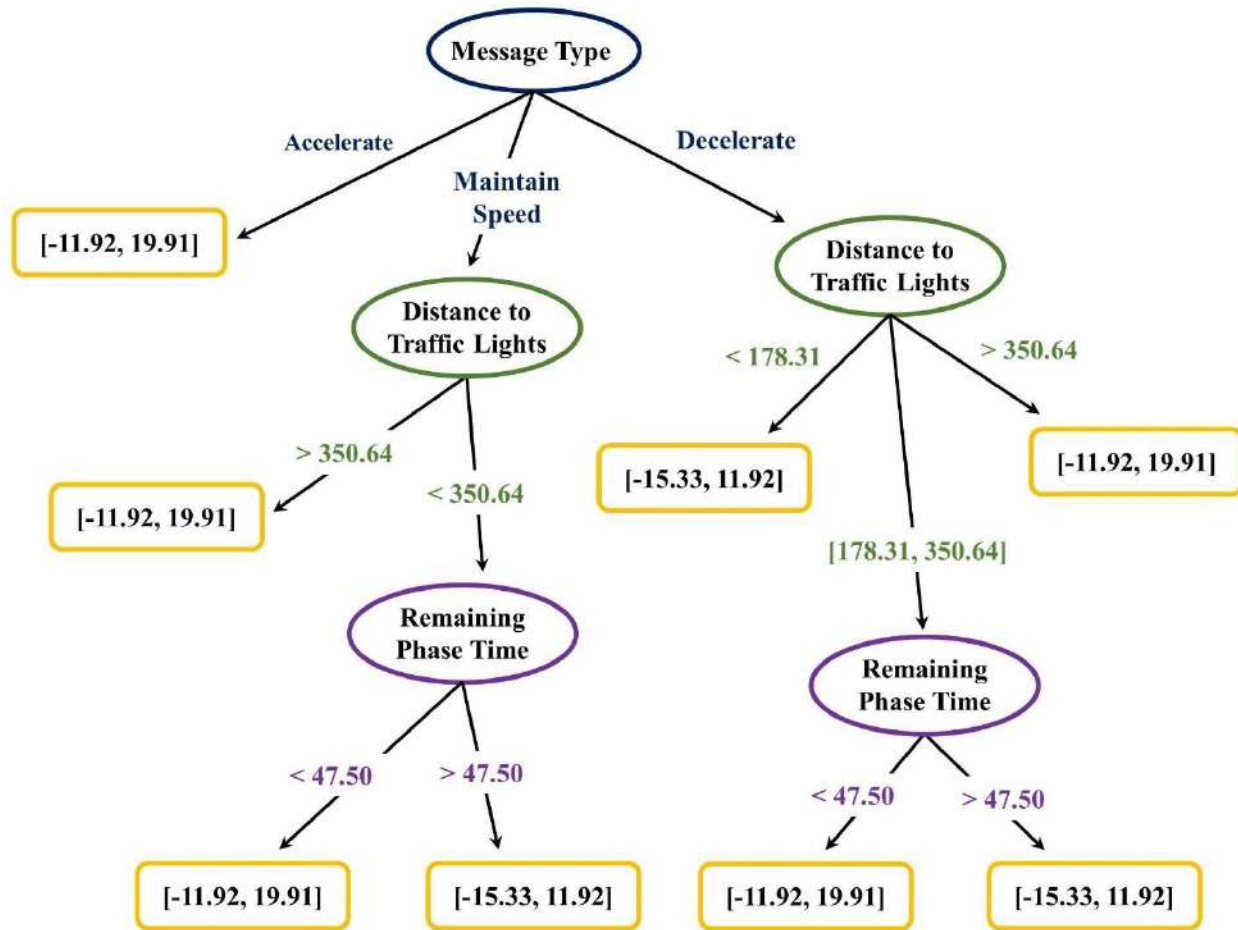 Message Type
Accelerate
Maintain
Speed
Decelerate
[-11.92, 19.91]
Distance to
Traffic Lights
Distance to
Traffic Lights
> 350.64
< 350.64
< 178.31
> 350.64
[-11.92, 19.91]
[-15.33, 11.92]
[-11.92, 19.91]
[178.31, 350.64]
Remaining
Phase Time
Remaining
Phase Time
< 47.50
> 47.50
< 47.50
> 47.50
[-11.92, 19.91]
[-15.33, 11.92]
[-11.92, 19.91]
[-15.33, 11.92]